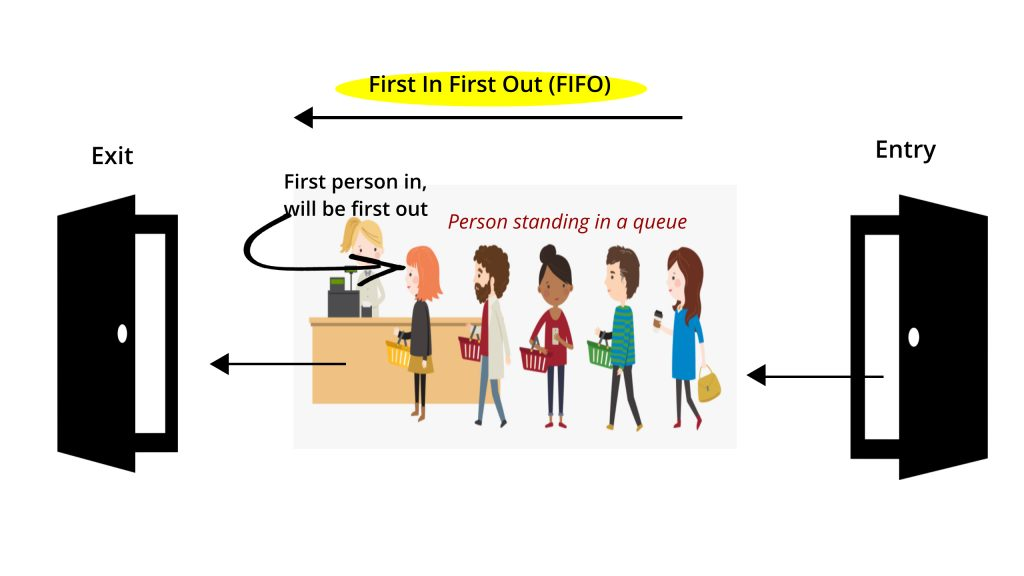 First In First Out (FIFO)
Exit
Entry
First person in,
will be first out
Person standing in a queue